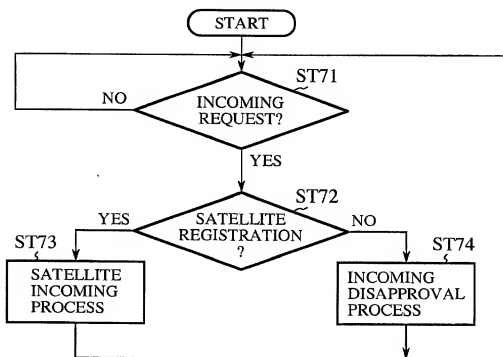 START
ST71
NO
INCOMING
REQUEST?
YES
ST72
YES
SATELLITE
REGISTRATION
?
NO
ST73
ST74
SATELLITE
INCOMING
PROCESS
INCOMING
DISAPPROVAL
PROCESS